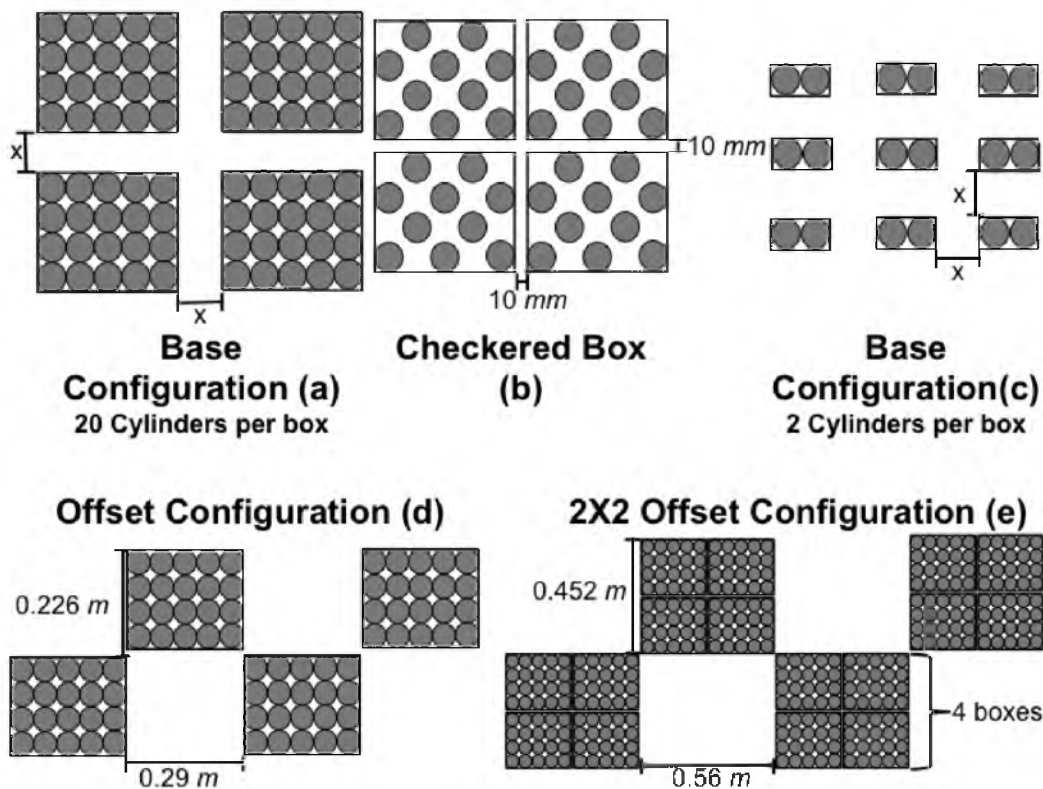 x
x
10 mm
10 mm
x
x
Base
Configuration (a)
20 Cylinders per box
Checkered Box
(b)
Base
Configuration(c)
2 Cylinders per box
Offset Configuration (d)
0.226 m
0.29 m
2X2 Offset Configuration (e)
0.452 m
4 boxes
0.56 m